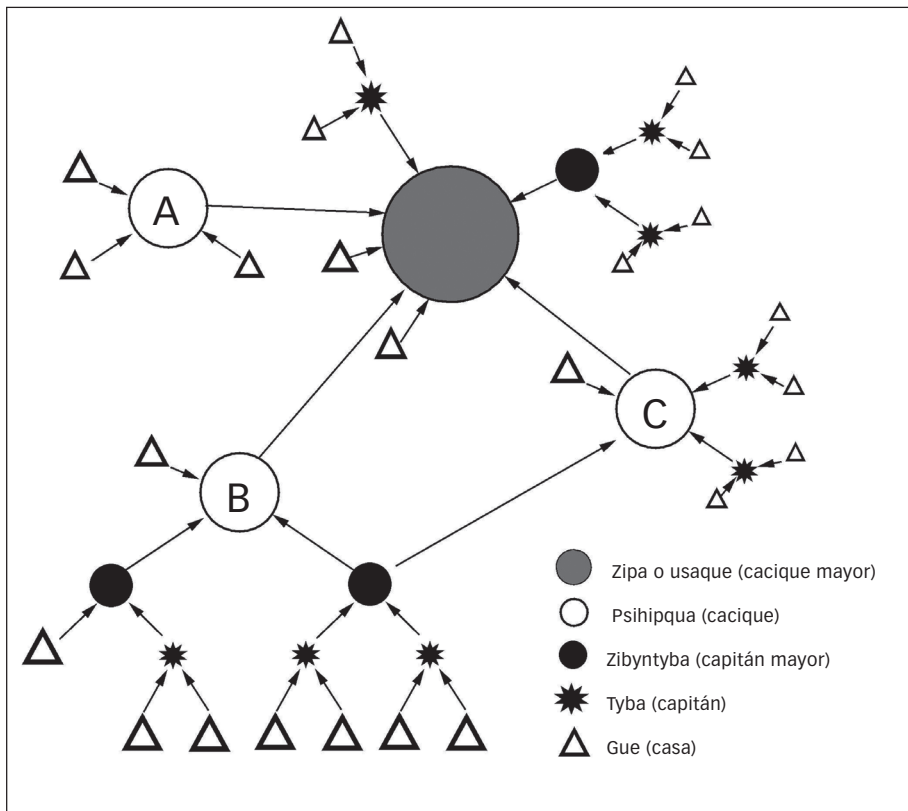 A
B
C
Zipa o usaque (cacique mayor)
Psihipqua (cacique)
Zibyntyba (capitán mayor)
Tyba (capitán)
Gue (casa)